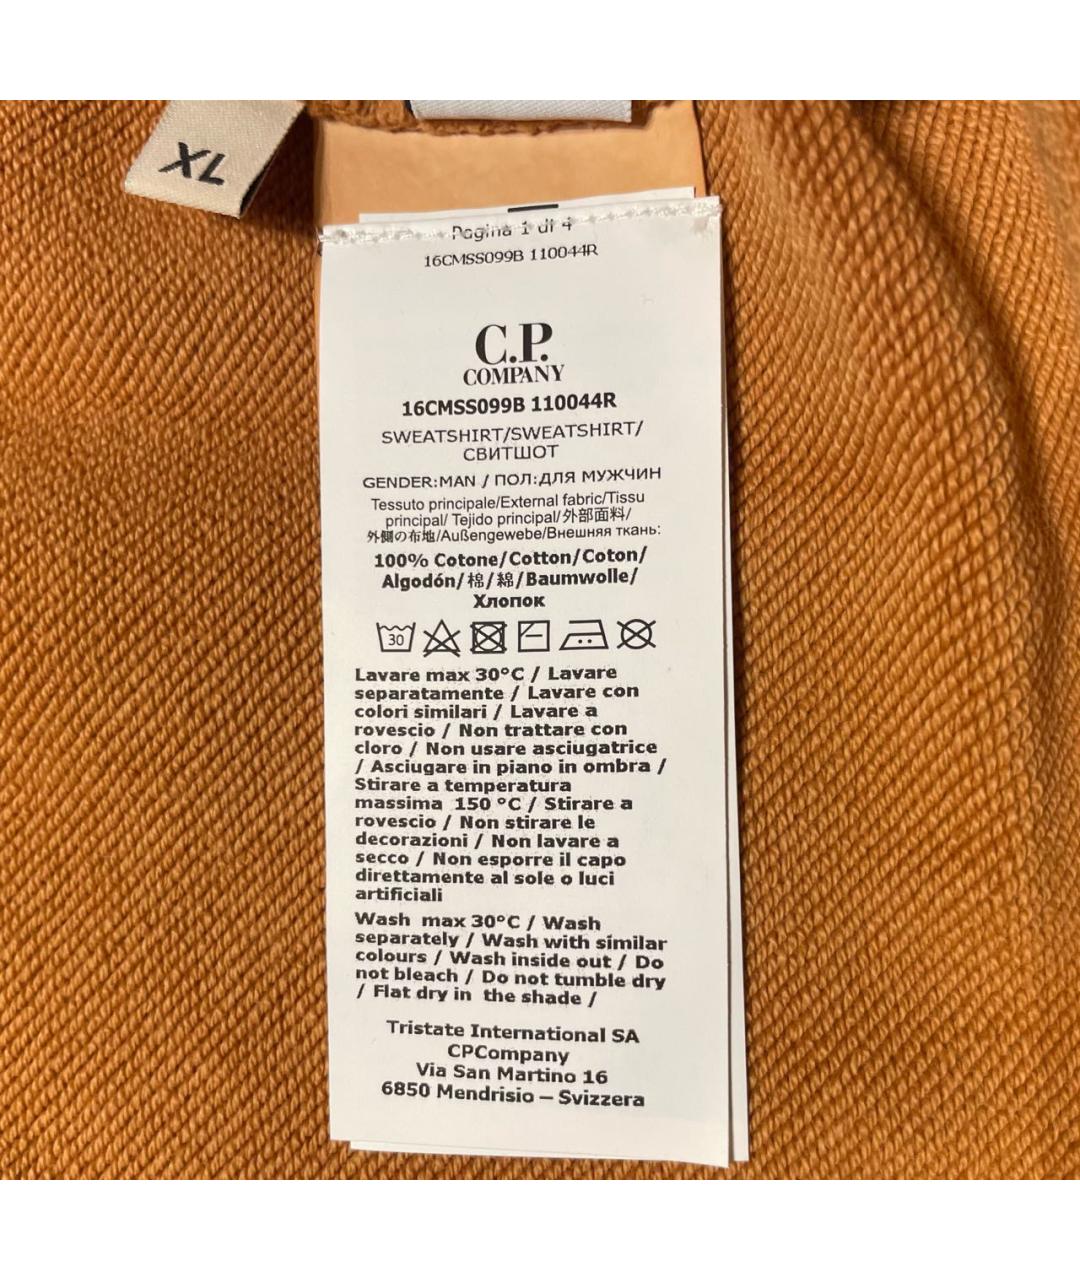 XL
Pagina 1 di 4
16CMSS099B 110044R
C.P.
COMPANY
16CMSS099B 110044R
SWEATSHIRT/SWEATSHIRT/
СВИТШОТ
GENDER:MAN / ПОЛ:ДЛЯ МУЖЧИН
Tessuto principale/External fabric/Tissu
principal/ Tejido principal/外部面料/
外側の布地/Außengewebe/Внешняя ткань:
100% Cotone/Cotton/Coton/
Algodón/棉/綿/Baumwolle/
Хлопок
30
Lavare max 30°C / Lavare
separatamente / Lavare con
colori similari / Lavare a
rovescio / Non trattare con
cloro / Non usare asciugatrice
/ Asciugare in piano in ombra /
Stirare a temperatura
massima 150 °C / Stirare a
rovescio / Non stirare le
decorazioni / Non lavare a
secco / Non esporre il capo
direttamente al sole o luci
artificiali
Wash max 30°C / Wash
separately / Wash with similar
colours / Wash inside out / Do
not bleach / Do not tumble dry
/ Flat dry in the shade /
Tristate International SA
CPCompany
Via San Martino 16
6850 Mendrisio – Svizzera